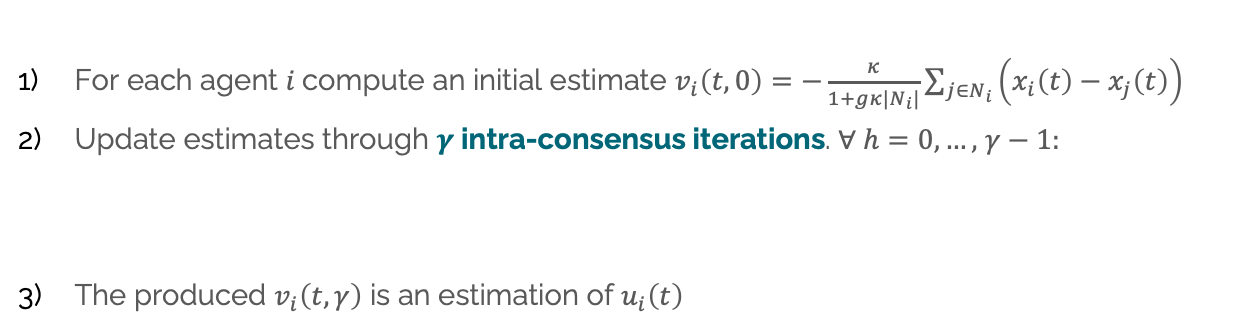 1) For each agent i compute an initial estimate v_i(t, 0) = − κ/(1+gκ|N_i|) ∑_{j∈N_i} (x_i(t) − x_j(t))
2) Update estimates through γ intra-consensus iterations. ∀ h = 0, ... , γ − 1:
3) The produced v_i(t, γ) is an estimation of u_i(t)